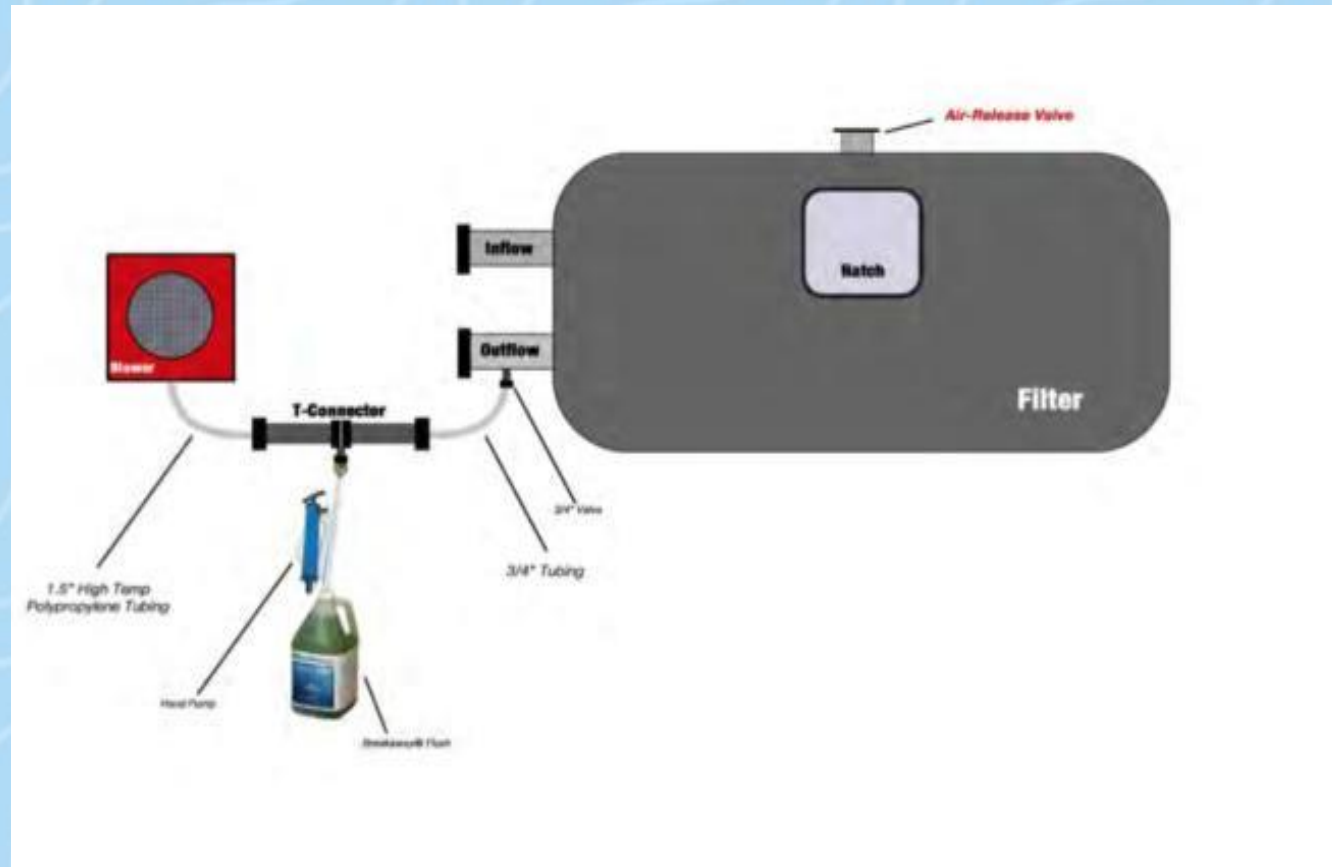 Air-Release Valve
Inflow
Hatch
Outflow
Blower
T-Connector
Filter
3/4" Valve
3/4" Tubing
1.5" High Temp
Polypropylene Tubing
Hand Pump
Flush